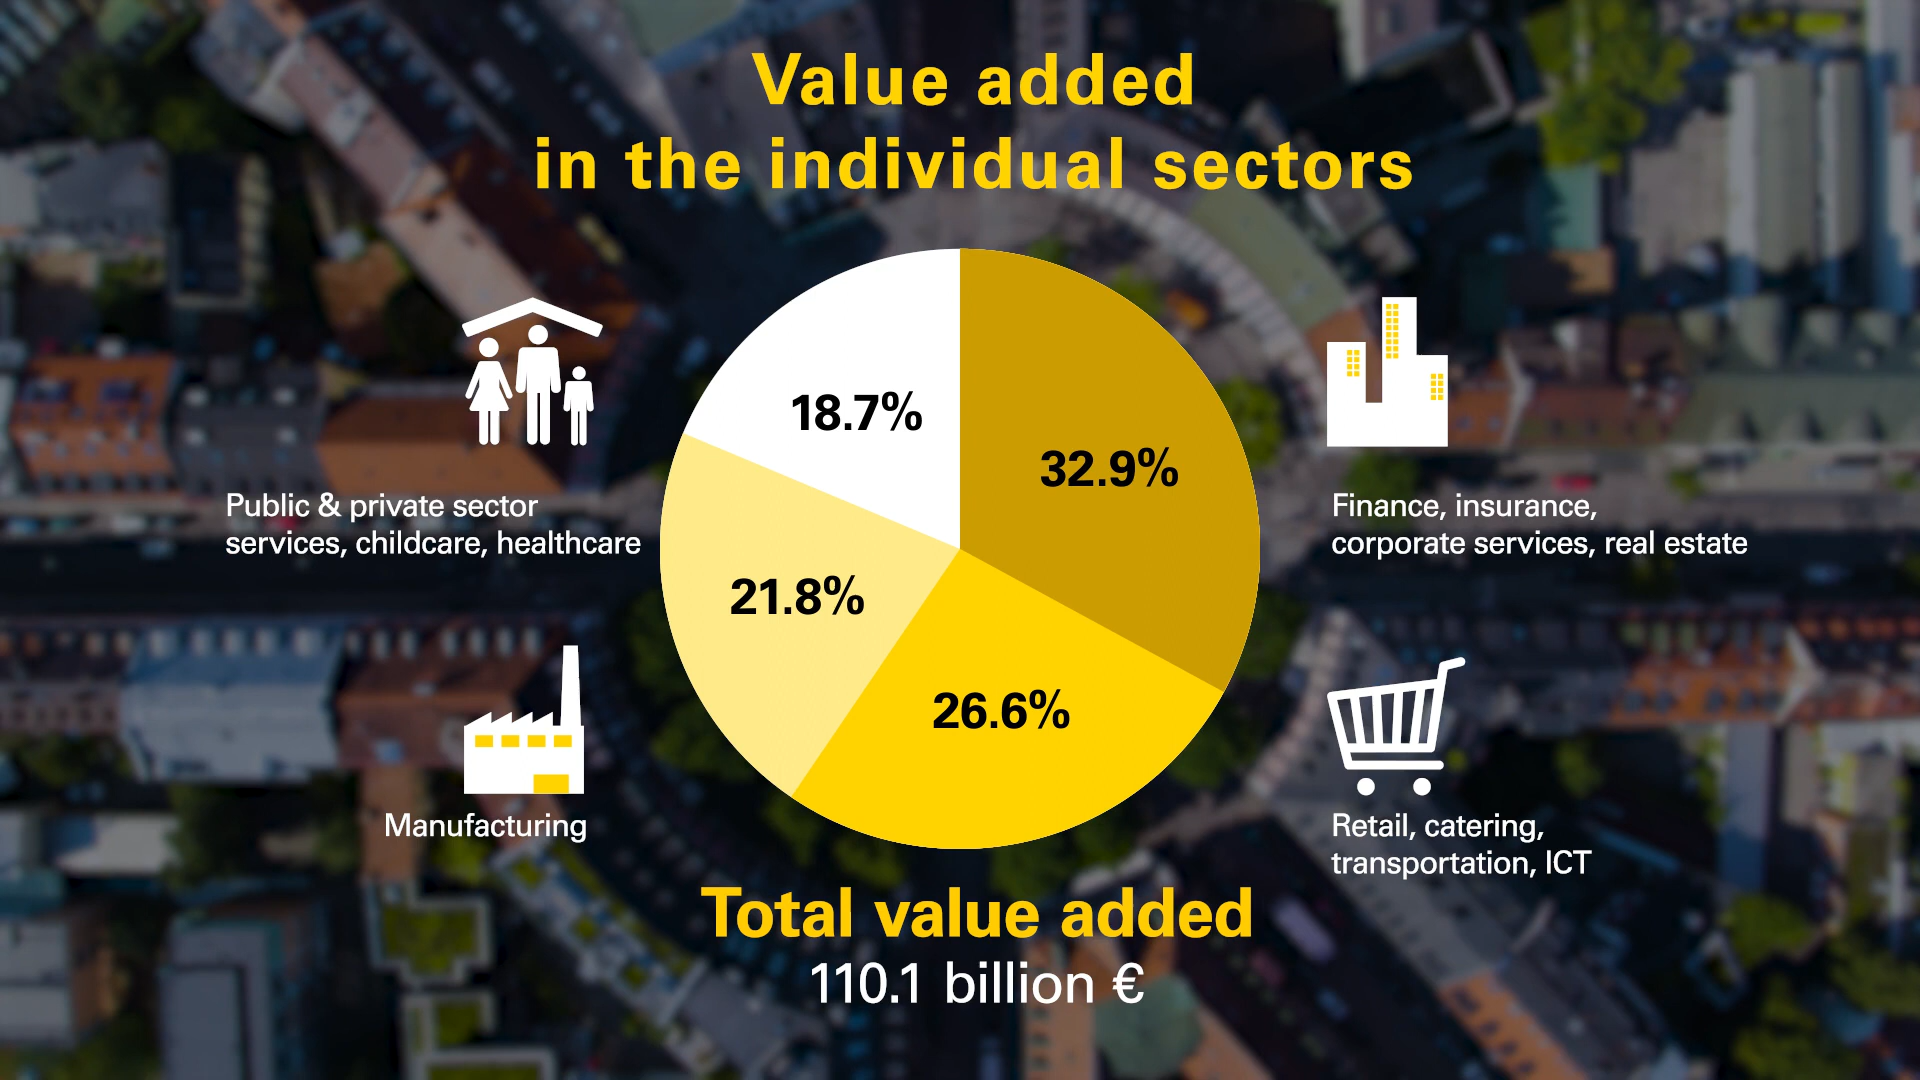 Value added
in the individual sectors
18.7%
32.9%
21.8%
26.6%
Public & private sector
services, childcare, healthcare
Finance, insurance,
corporate services, real estate
Manufacturing
Retail, catering,
transportation, ICT
Total value added
110.1 billion €